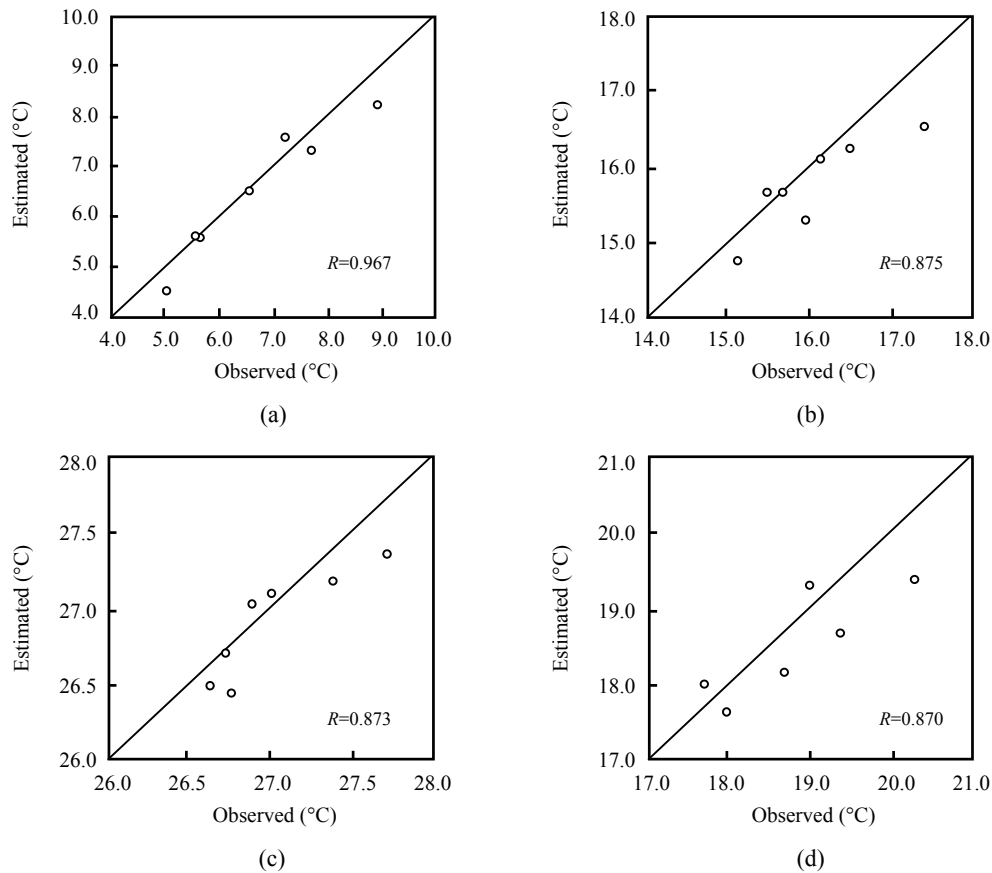 10.0
9.0
8.0
7.0
6.0
5.0
4.0
Estimated (°C)
R=0.967
4.0 5.0 6.0 7.0 8.0 9.0 10.0
Observed (°C)
(a)
18.0
17.0
16.0
15.0
14.0
Estimated (°C)
R=0.875
14.0 15.0 16.0 17.0 18.0
Observed (°C)
(b)
28.0
27.5
27.0
26.5
26.0
Estimated (°C)
R=0.873
26.0 26.5 27.0 27.5 28.0
Observed (°C)
(c)
21.0
20.0
19.0
18.0
17.0
Estimated (°C)
R=0.870
17.0 18.0 19.0 20.0 21.0
Observed (°C)
(d)